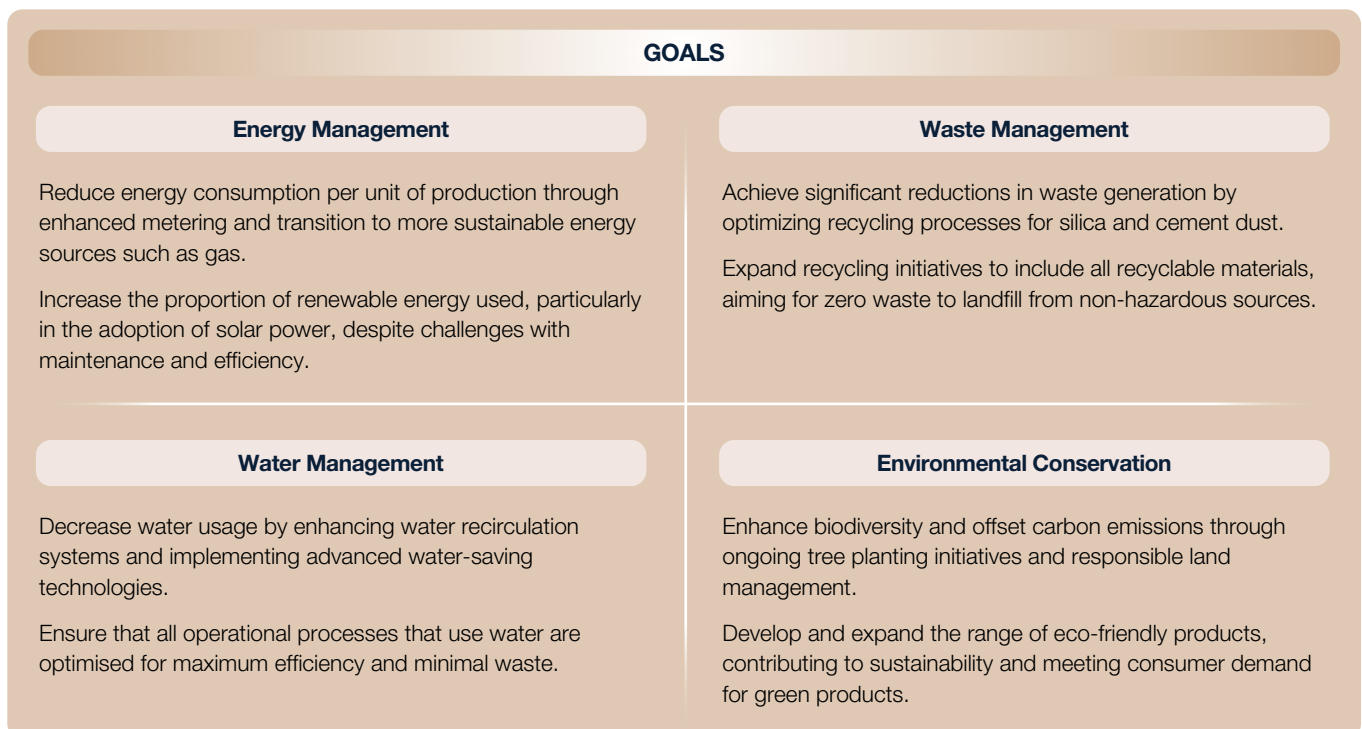 GOALS
Energy Management
Reduce energy consumption per unit of production through
enhanced metering and transition to more sustainable energy
sources such as gas.
Increase the proportion of renewable energy used, particularly
in the adoption of solar power, despite challenges with
maintenance and efficiency.
Waste Management
Achieve significant reductions in waste generation by
optimizing recycling processes for silica and cement dust.
Expand recycling initiatives to include all recyclable materials,
aiming for zero waste to landfill from non-hazardous sources.
Water Management
Decrease water usage by enhancing water recirculation
systems and implementing advanced water-saving
technologies.
Ensure that all operational processes that use water are
optimised for maximum efficiency and minimal waste.
Environmental Conservation
Enhance biodiversity and offset carbon emissions through
ongoing tree planting initiatives and responsible land
management.
Develop and expand the range of eco-friendly products,
contributing to sustainability and meeting consumer demand
for green products.